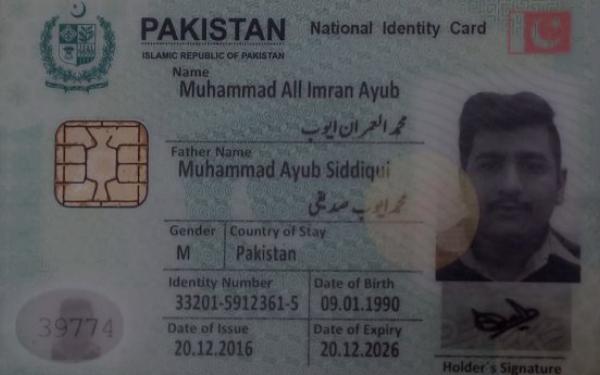 PAKISTAN National Identity Card
ISLAMIC REPUBLIC OF PAKISTAN
Name
Muhammad All Imran Ayub
محمد العمران ایوب
Father Name
Muhammad Ayub Siddiqui
محمد ایوب صدیقی
Gender Country of Stay
M Pakistan
Identity Number Date of Birth
33201-5912361-5 09.01.1990
39774
Date of Issue Date of Expiry
20.12.2016 20.12.2026
Holder's Signature